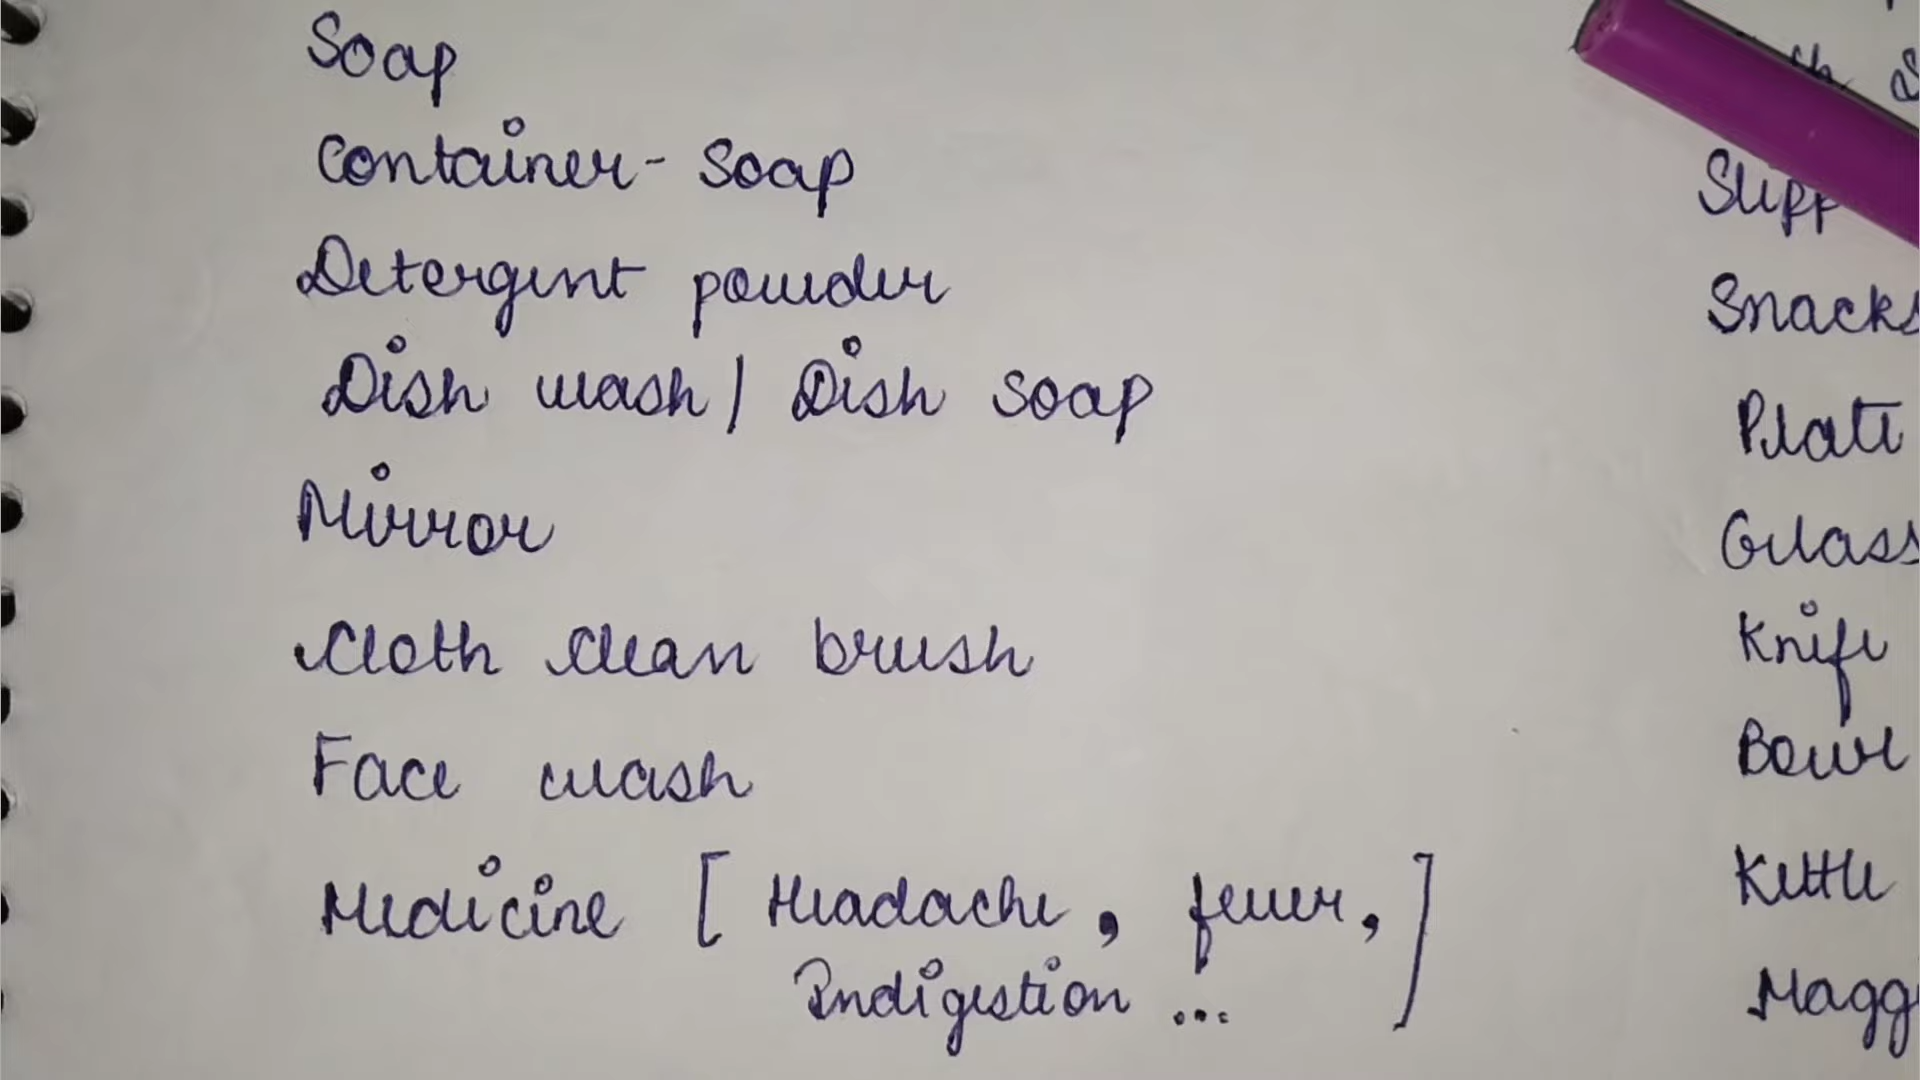 Soap
Container - Soap
Detergent powder
Dish wash / Dish soap
Mirror
Cloth clean brush
Face wash
Medicine [ Headache, fever, ]
Indigestion ...
Snacks
Plate
Glass
Knife
Bowl
Kettle